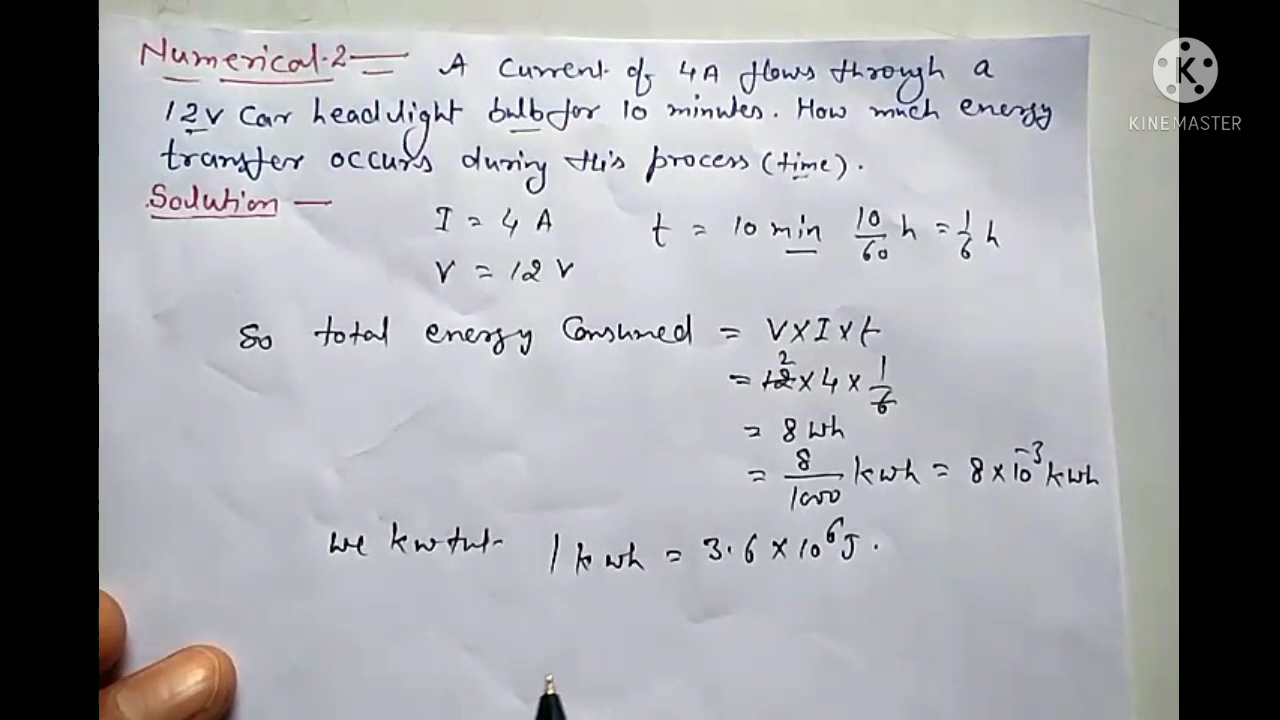 Numerical.2 — A Current of 4A flows through a
12V Car headlight bulb for 10 minutes. How much energy
transfer occurs during this process (time).
Solution —
I = 4 A t = 10 min 10/60 h = 1/6 h
V = 12 V
So total energy Consumed = V×I×t
= 12 2 × 4 × 1/6
= 8 Wh
= 8/1000 kwh = 8 × 10⁻³ kwh
we 1 kwh = 3.6 × 10⁶ J.
K
KINEMASTER